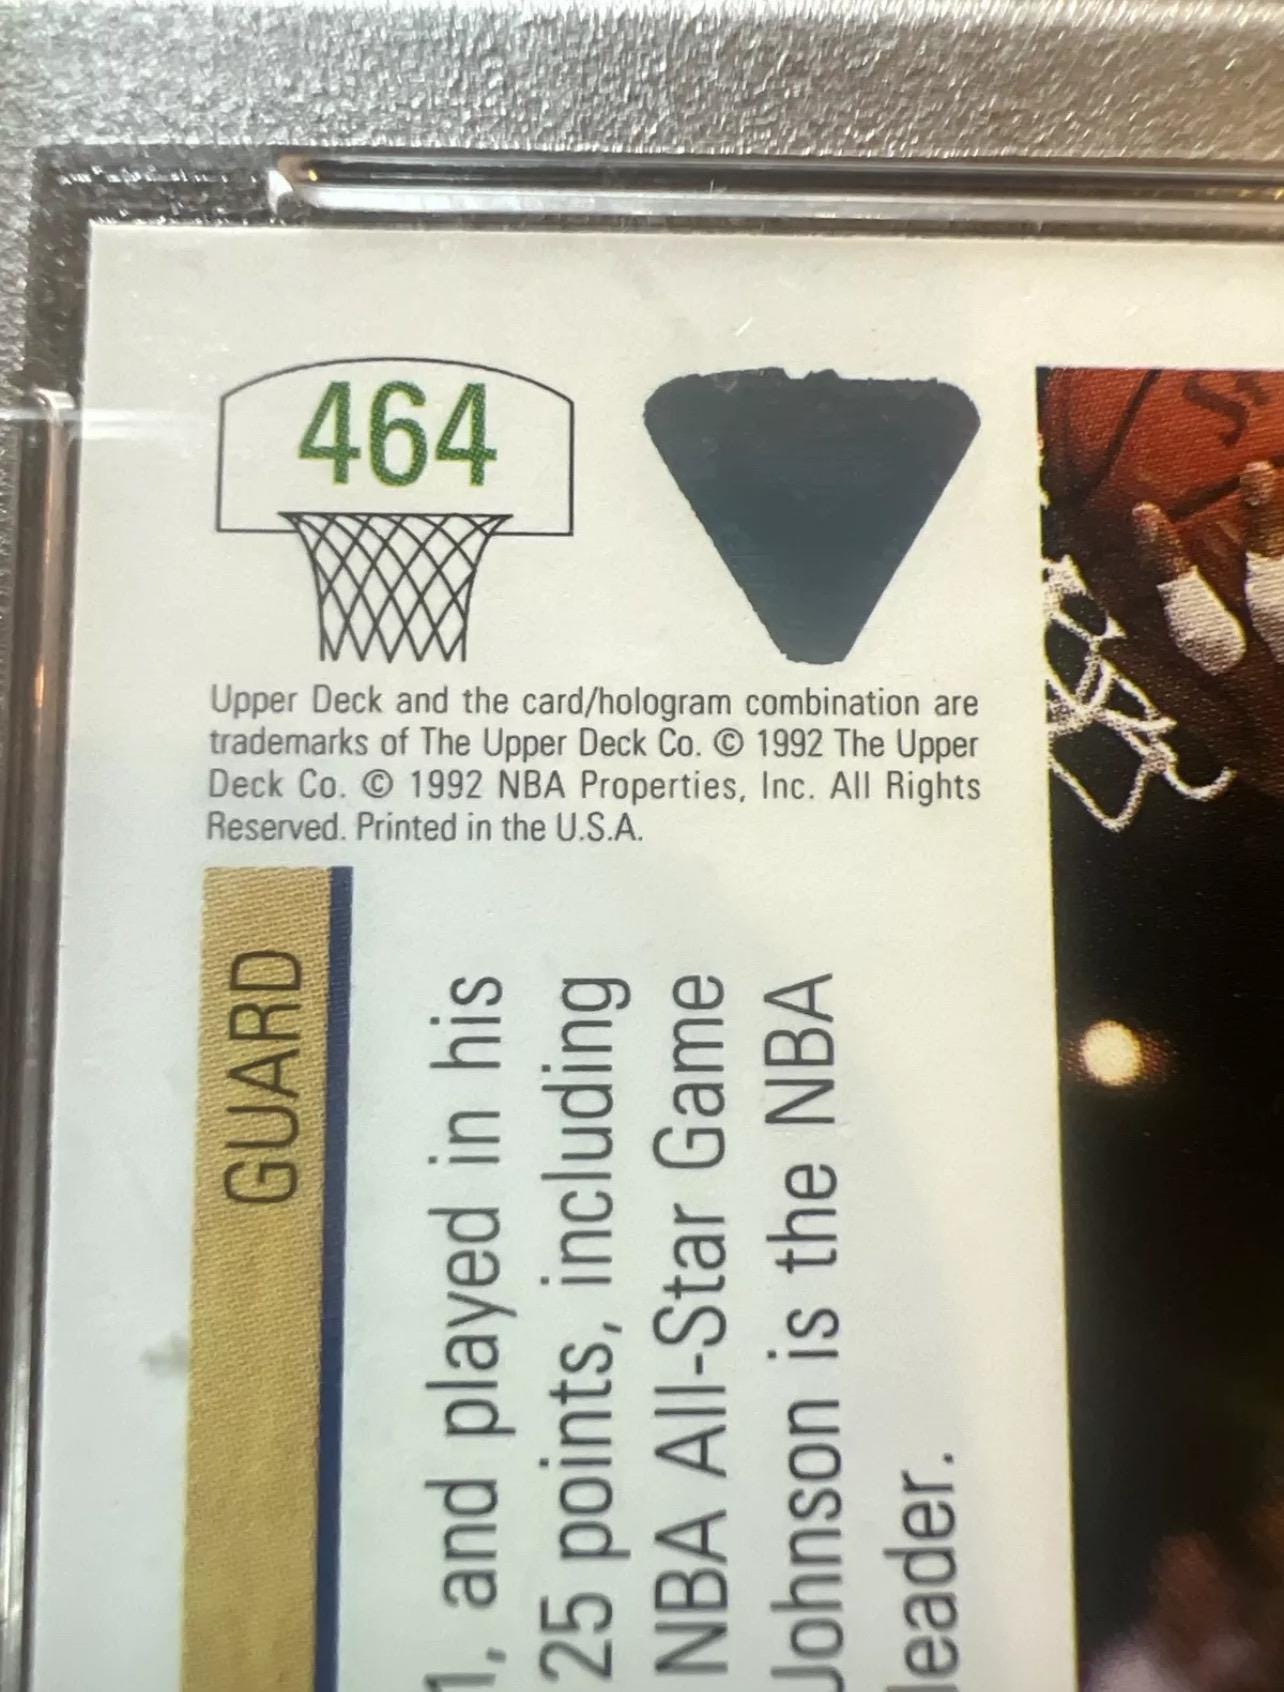 464
Upper Deck and the card/hologram combination are
trademarks of The Upper Deck Co. © 1992 The Upper
Deck Co. © 1992 NBA Properties, Inc. All Rights
Reserved. Printed in the U.S.A.
GUARD
1, and played in his
25 points, including
NBA All-Star Game
Johnson is the NBA
leader.